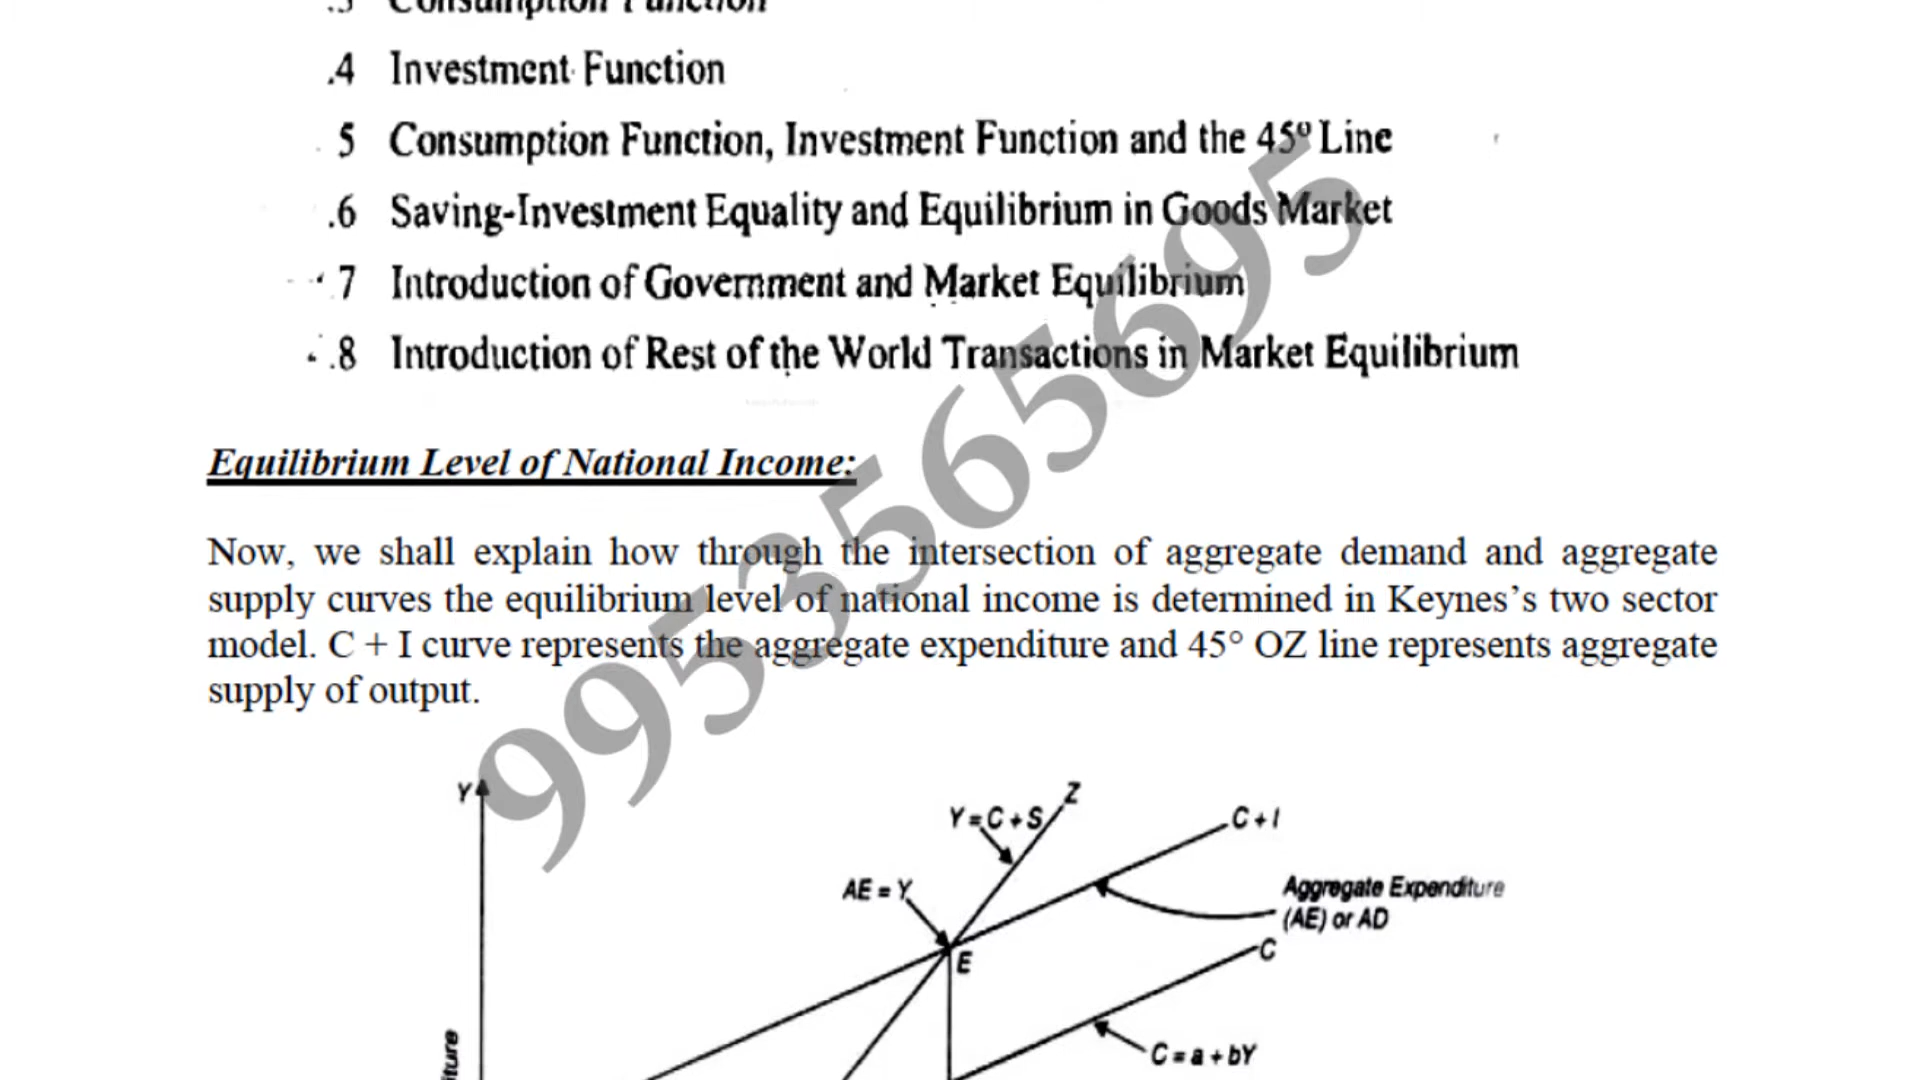 .3 Consumption Function
.4 Investment Function
5 Consumption Function, Investment Function and the 45º Line
.6 Saving-Investment Equality and Equilibrium in Goods Market
7 Introduction of Government and Market Equilibrium
.8 Introduction of Rest of the World Transactions in Market Equilibrium
Equilibrium Level of National Income:
Now, we shall explain how through the intersection of aggregate demand and aggregate
supply curves the equilibrium level of national income is determined in Keynes’s two sector
model. C + I curve represents the aggregate expenditure and 45° OZ line represents aggregate
supply of output.
9953565695
Y
Z
Y = C + S
C + I
AE = Y
Aggregate Expenditure
(AE) or AD
C
E
C = a + bY